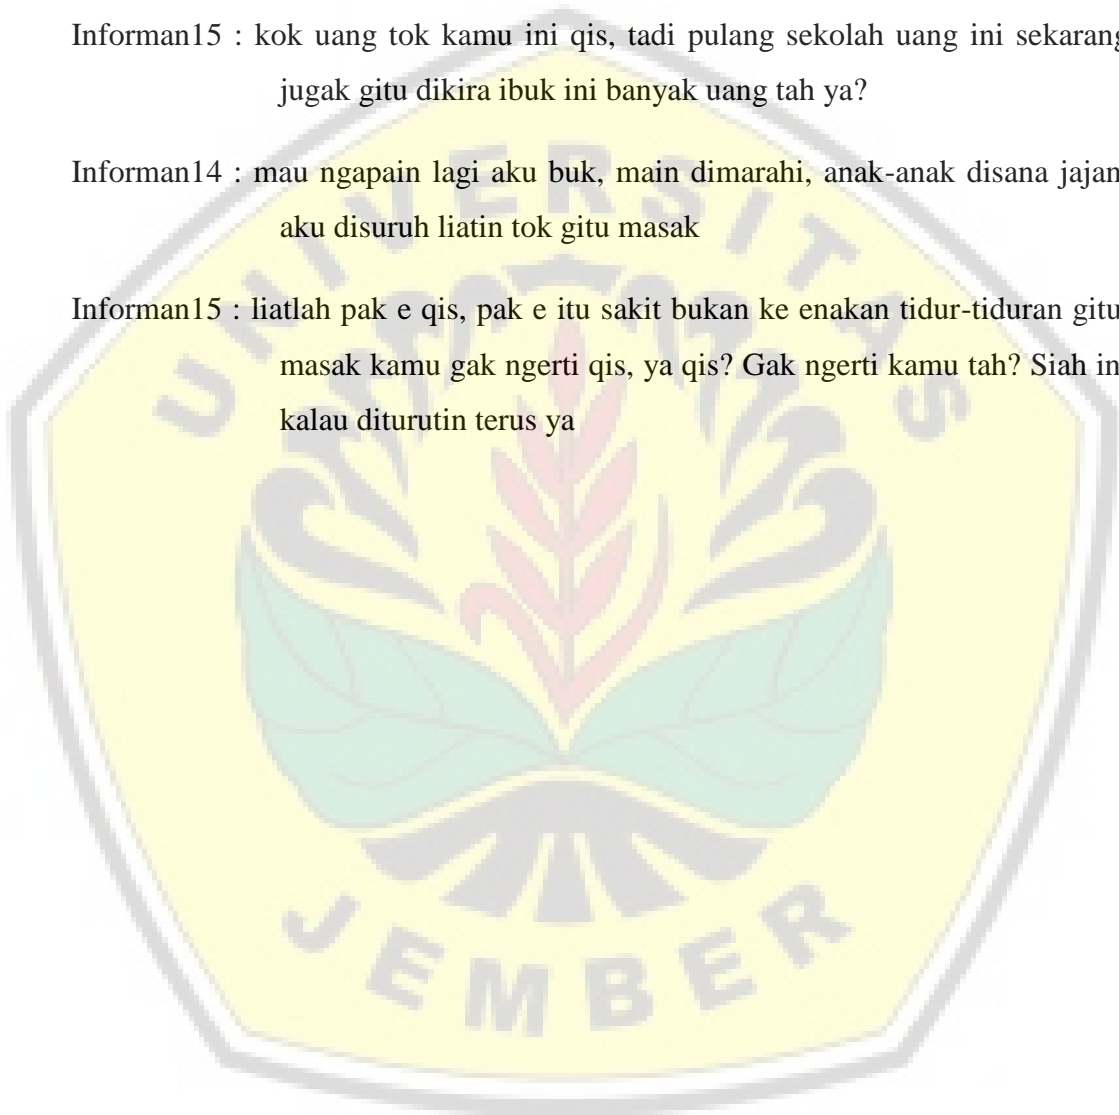 Informan15 : kok uang tok kamu ini qis, tadi pulang sekolah uang ini sekarang
jugak gitu dikira ibuk ini banyak uang tah ya?
Informan14 : mau ngapain lagi aku buk, main dimarahi, anak-anak disana jajan
aku disuruh liatin tok gitu masak
Informan15 : liatlah pak e qis, pak e itu sakit bukan ke enakan tidur-tiduran gitu
masak kamu gak ngerti qis, ya qis? Gak ngerti kamu tah? Siah in
kalau diturutin terus ya
UNIVERSITAS
JEMBER